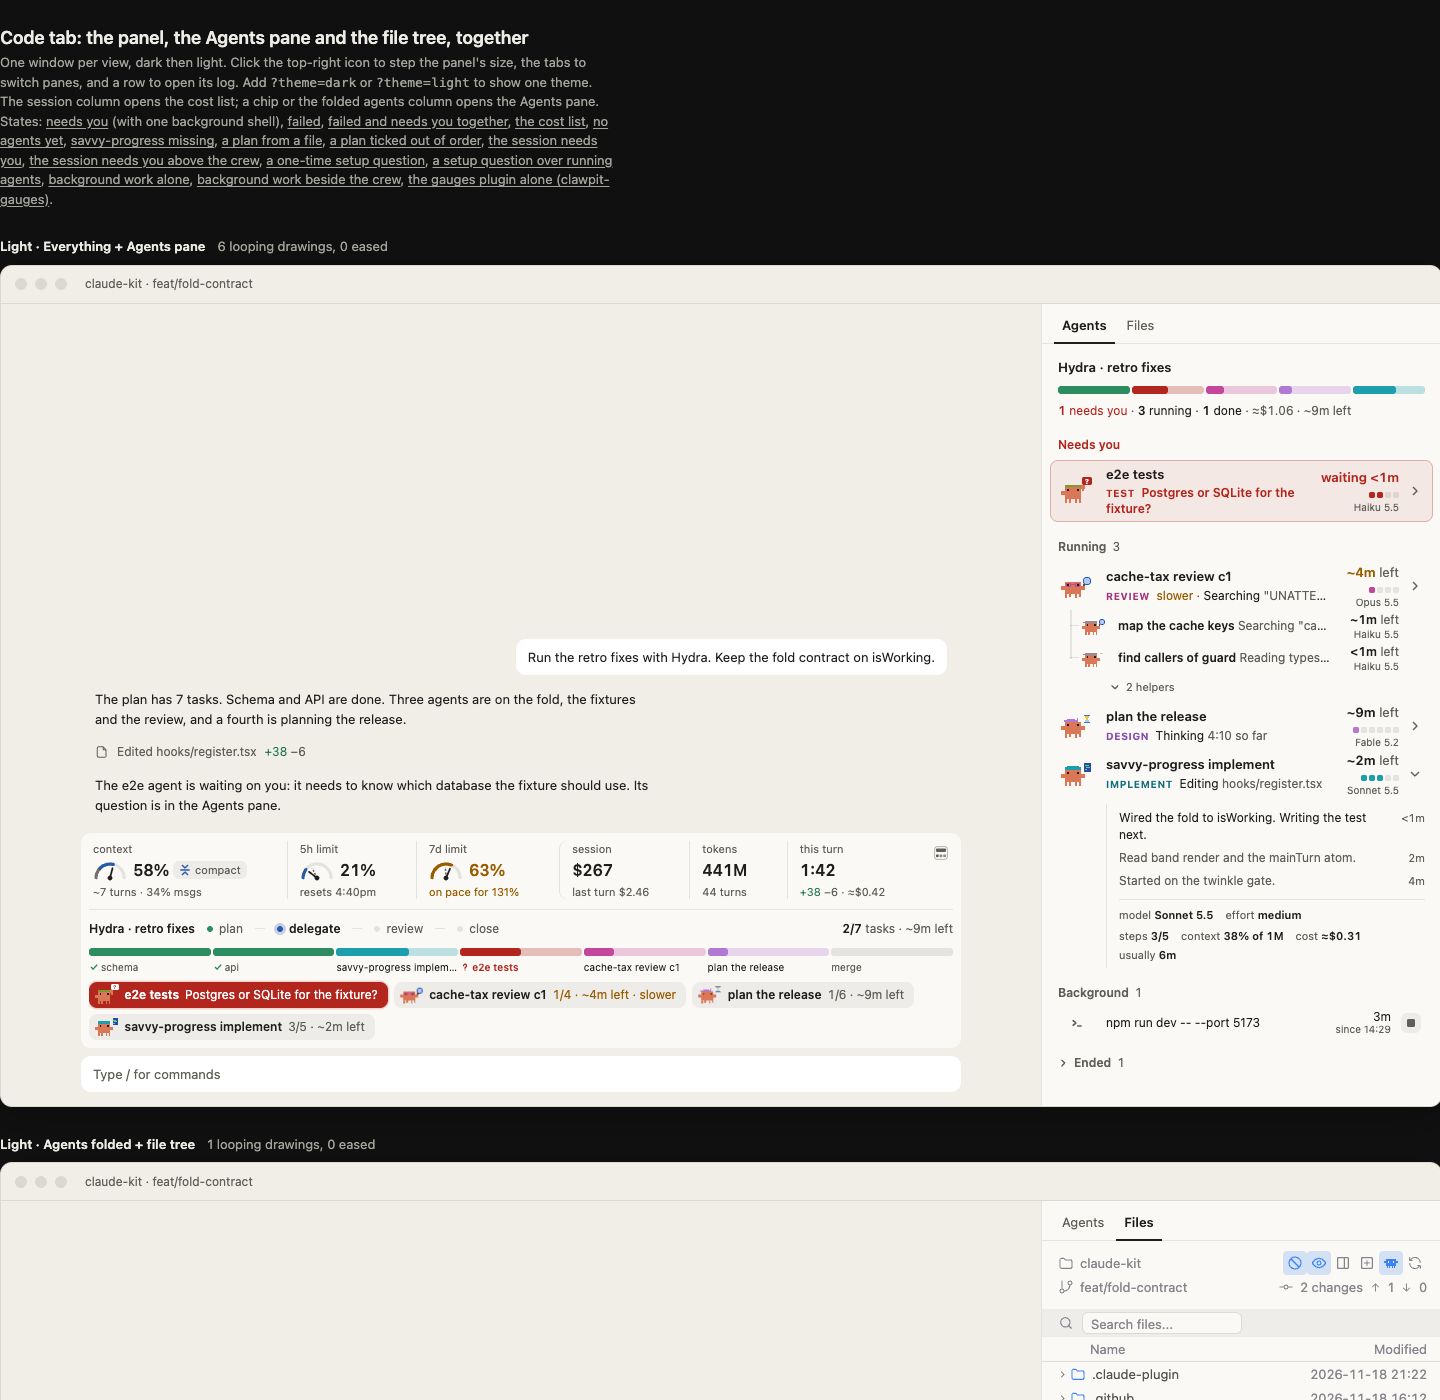 Code tab: the panel, the Agents pane and the file tree, together
One window per view, dark then light. Click the top-right icon to step the panel's size, the tabs to
switch panes, and a row to open its log. Add ?theme=dark or ?theme=light to show one theme.
The session column opens the cost list; a chip or the folded agents column opens the Agents pane.
States: needs you (with one background shell), failed, failed and needs you together, the cost list, no
agents yet, savvy-progress missing, a plan from a file, a plan ticked out of order, the session needs
you, the session needs you above the crew, a one-time setup question, a setup question over running
agents, background work alone, background work beside the crew, the gauges plugin alone (clawpit-
gauges).
Light · Everything + Agents pane 6 looping drawings, 0 eased
claude-kit · feat/fold-contract
Run the retro fixes with Hydra. Keep the fold contract on isWorking.
The plan has 7 tasks. Schema and API are done. Three agents are on the fold, the fixtures
and the review, and a fourth is planning the release.
Edited hooks/register.tsx +38 −6
The e2e agent is waiting on you: it needs to know which database the fixture should use. Its
question is in the Agents pane.
context 5h limit 7d limit session tokens this turn
58% compact 21% 63% $267 441M 1:42
~7 turns · 34% msgs resets 4:40pm on pace for 131% last turn $2.46 44 turns +38 −6 · ≈$0.42
Hydra · retro fixes plan delegate review close 2/7 tasks · ~9m left
schema api savvy-progress implem... ? e2e tests cache-tax review c1 plan the release merge
e2e tests Postgres or SQLite for the fixture? cache-tax review c1 1/4 · ~4m left · slower plan the release 1/6 · ~9m left
savvy-progress implement 3/5 · ~2m left
Type / for commands
Agents Files
Hydra · retro fixes
1 needs you · 3 running · 1 done · ≈$1.06 · ~9m left
Needs you
e2e tests waiting <1m
TEST Postgres or SQLite for the
fixture?
Haiku 5.5
Running 3
cache-tax review c1 ~4m left
REVIEW slower · Searching "UNATTE...
Opus 5.5
map the cache keys Searching "ca... ~1m left
Haiku 5.5
find callers of guard Reading types... <1m left
Haiku 5.5
2 helpers
plan the release ~9m left
DESIGN Thinking 4:10 so far
Fable 5.2
savvy-progress implement ~2m left
IMPLEMENT Editing hooks/register.tsx
Sonnet 5.5
Wired the fold to isWorking. Writing the test <1m
next.
Read band render and the mainTurn atom. 2m
Started on the twinkle gate. 4m
model Sonnet 5.5 effort medium
steps 3/5 context 38% of 1M cost ≈$0.31
usually 6m
Background 1
npm run dev -- --port 5173 3m
since 14:29
Ended 1
Light · Agents folded + file tree 1 looping drawings, 0 eased
claude-kit · feat/fold-contract
Agents Files
claude-kit
feat/fold-contract 2 changes ↑ 1 ↓ 0
Search files...
Name Modified
.claude-plugin 2026-11-18 21:22
.github 2026-11-18 16:12